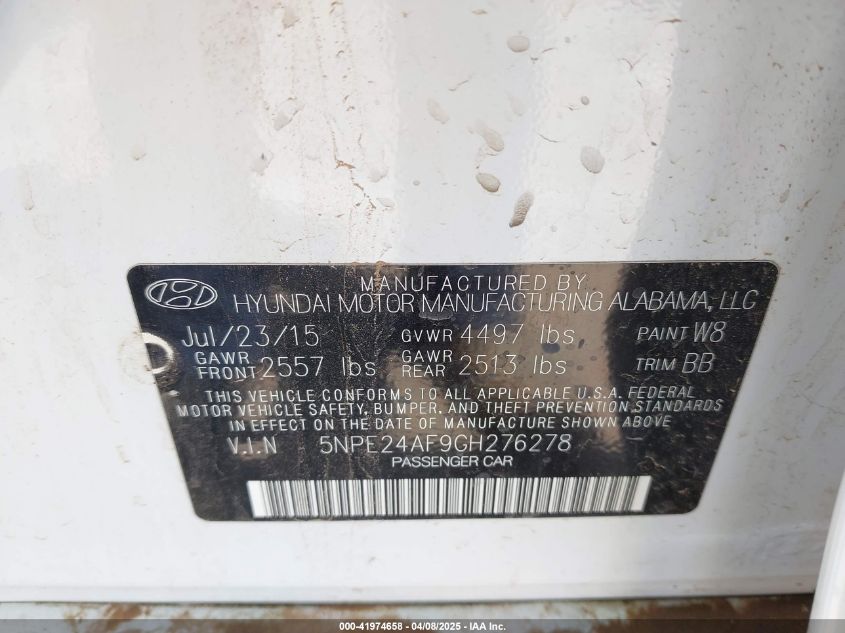 MANUFACTURED BY
HYUNDAI MOTOR MANUFACTURING ALABAMA, LLC
Jul/23/15 GVWR 4497 lbs PAINT W8
GAWR FRONT 2557 lbs GAWR REAR 2513 lbs TRIM BB
THIS VEHICLE CONFORMS TO ALL APPLICABLE U.S.A. FEDERAL
MOTOR VEHICLE SAFETY, BUMPER, AND THEFT PREVENTION STANDARDS
IN EFFECT ON THE DATE OF MANUFACTURE SHOWN ABOVE
V.I.N 5NPE24AF9GH276278
PASSENGER CAR
000-41974658 - 04/08/2025 - IAA Inc.